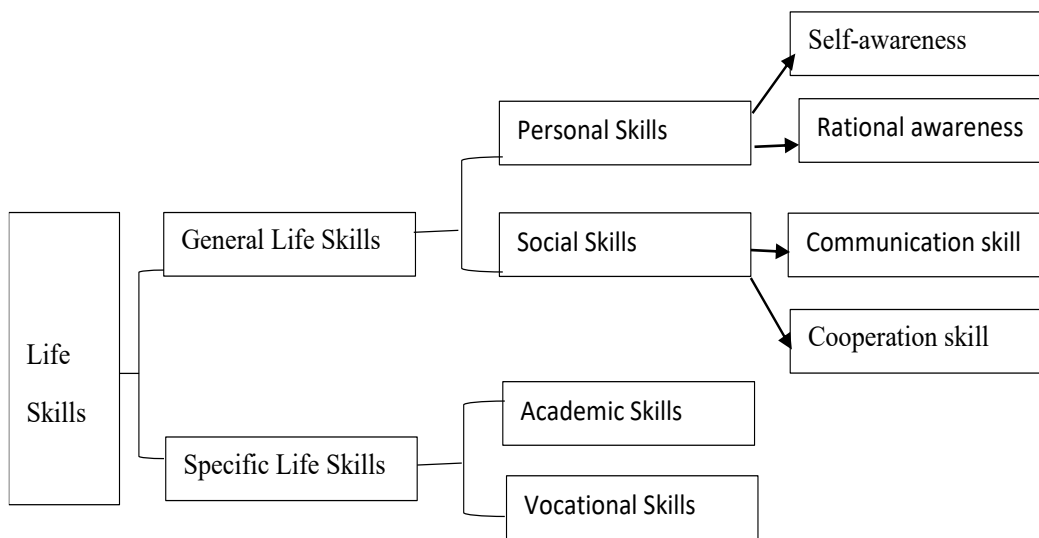 Self-awareness
Personal Skills
Rational awareness
General Life Skills
Social Skills
Communication skill
Cooperation skill
Life
Skills
Academic Skills
Specific Life Skills
Vocational Skills